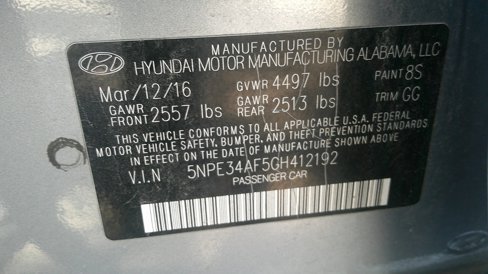 MANUFACTURED BY
HYUNDAI MOTOR MANUFACTURING ALABAMA, LLC
Mar/12/16 GVWR 4497 lbs PAINT 8S
GAWR FRONT 2557 lbs GAWR REAR 2513 lbs TRIM GG
THIS VEHICLE CONFORMS TO ALL APPLICABLE U.S.A. FEDERAL
MOTOR VEHICLE SAFETY, BUMPER, AND THEFT PREVENTION STANDARDS
IN EFFECT ON THE DATE OF MANUFACTURE SHOWN ABOVE.
V.I.N 5NPE34AF5GH412192
PASSENGER CAR